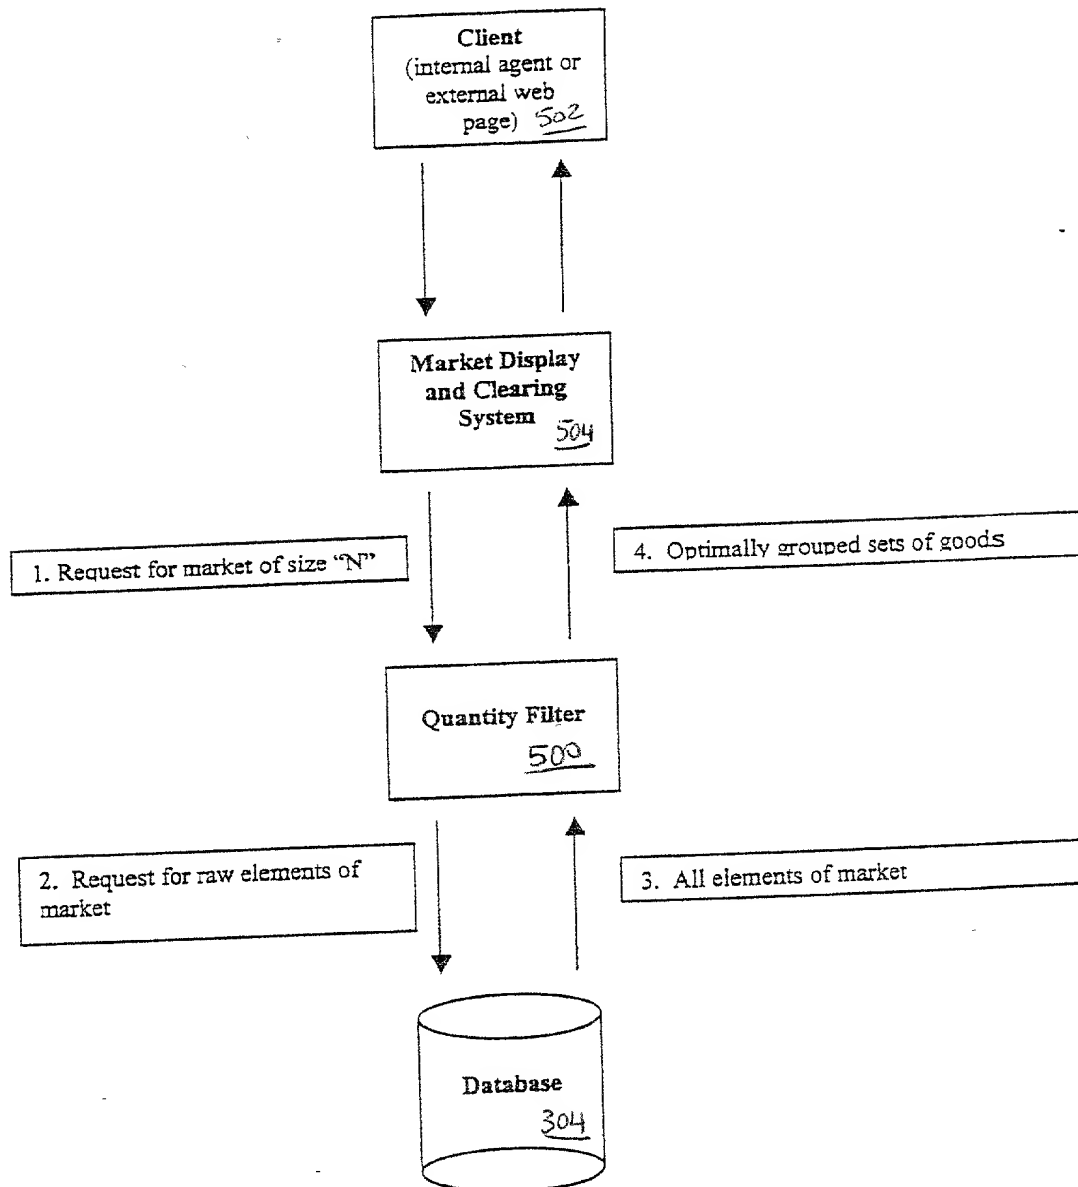 Client
(internal agent or
external web
page) 502
Market Display
and Clearing
System 504
1. Request for market of size “N”
4. Optimally grouped sets of goods
Quantity Filter
500
2. Request for raw elements of
market
3. All elements of market
Database
304